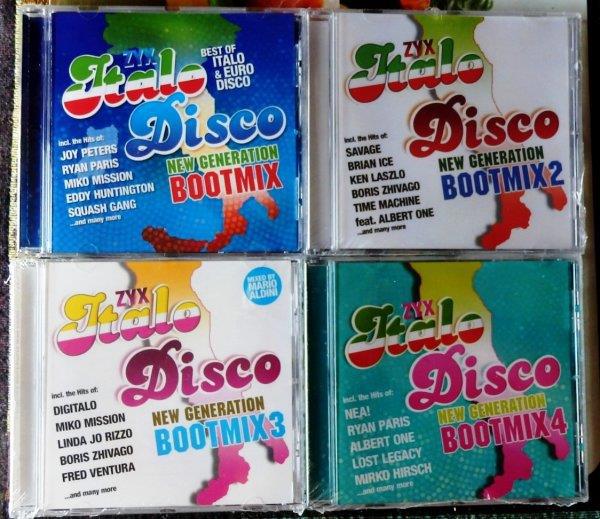 ZYX
Italo
Disco
BEST OF
ITALO
& EURO
DISCO
NEW GENERATION
BOOTMIX
incl. the Hits of:
JOY PETERS
RYAN PARIS
MIKO MISSION
EDDY HUNTINGTON
SQUASH GANG
...and many more
ZYX
Italo
Disco
NEW GENERATION
BOOTMIX 2
incl. the Hits of:
SAVAGE
BRIAN ICE
KEN LASZLO
BORIS ZHIVAGO
TIME MACHINE
feat. ALBERT ONE
...and many more
ZYX
Italo
Disco
MIXED BY
MARIO
ALDINI
NEW GENERATION
BOOTMIX 3
incl. the Hits of:
DIGITALO
MIKO MISSION
LINDA JO RIZZO
BORIS ZHIVAGO
FRED VENTURA
...and many more
ZYX
Italo
Disco
NEW GENERATION
BOOTMIX 4
incl. the Hits of:
NEA!
RYAN PARIS
ALBERT ONE
LOST LEGACY
MIRKO HIRSCH
...and many more